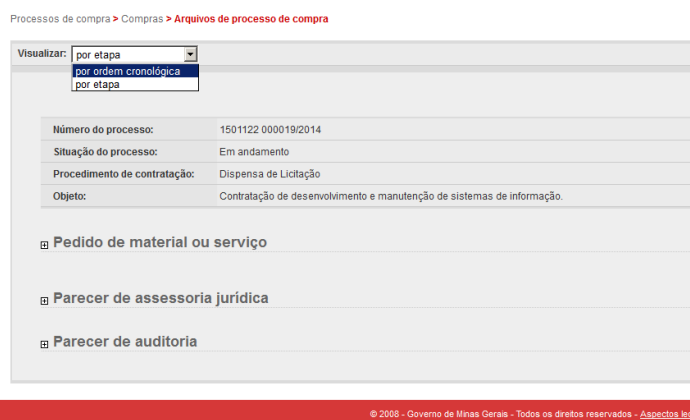 Processos de compra > Compras > Arquivos de processo de compra
Visualizar: por etapa
por ordem cronológica
por etapa
Número do processo: 1501122 000019/2014
Situação do processo: Em andamento
Procedimento de contratação: Dispensa de Licitação
Objeto: Contratação de desenvolvimento e manutenção de sistemas de informação.
Pedido de material ou serviço
Parecer de assessoria jurídica
Parecer de auditoria
© 2008 - Governo de Minas Gerais - Todos os direitos reservados - Aspectos